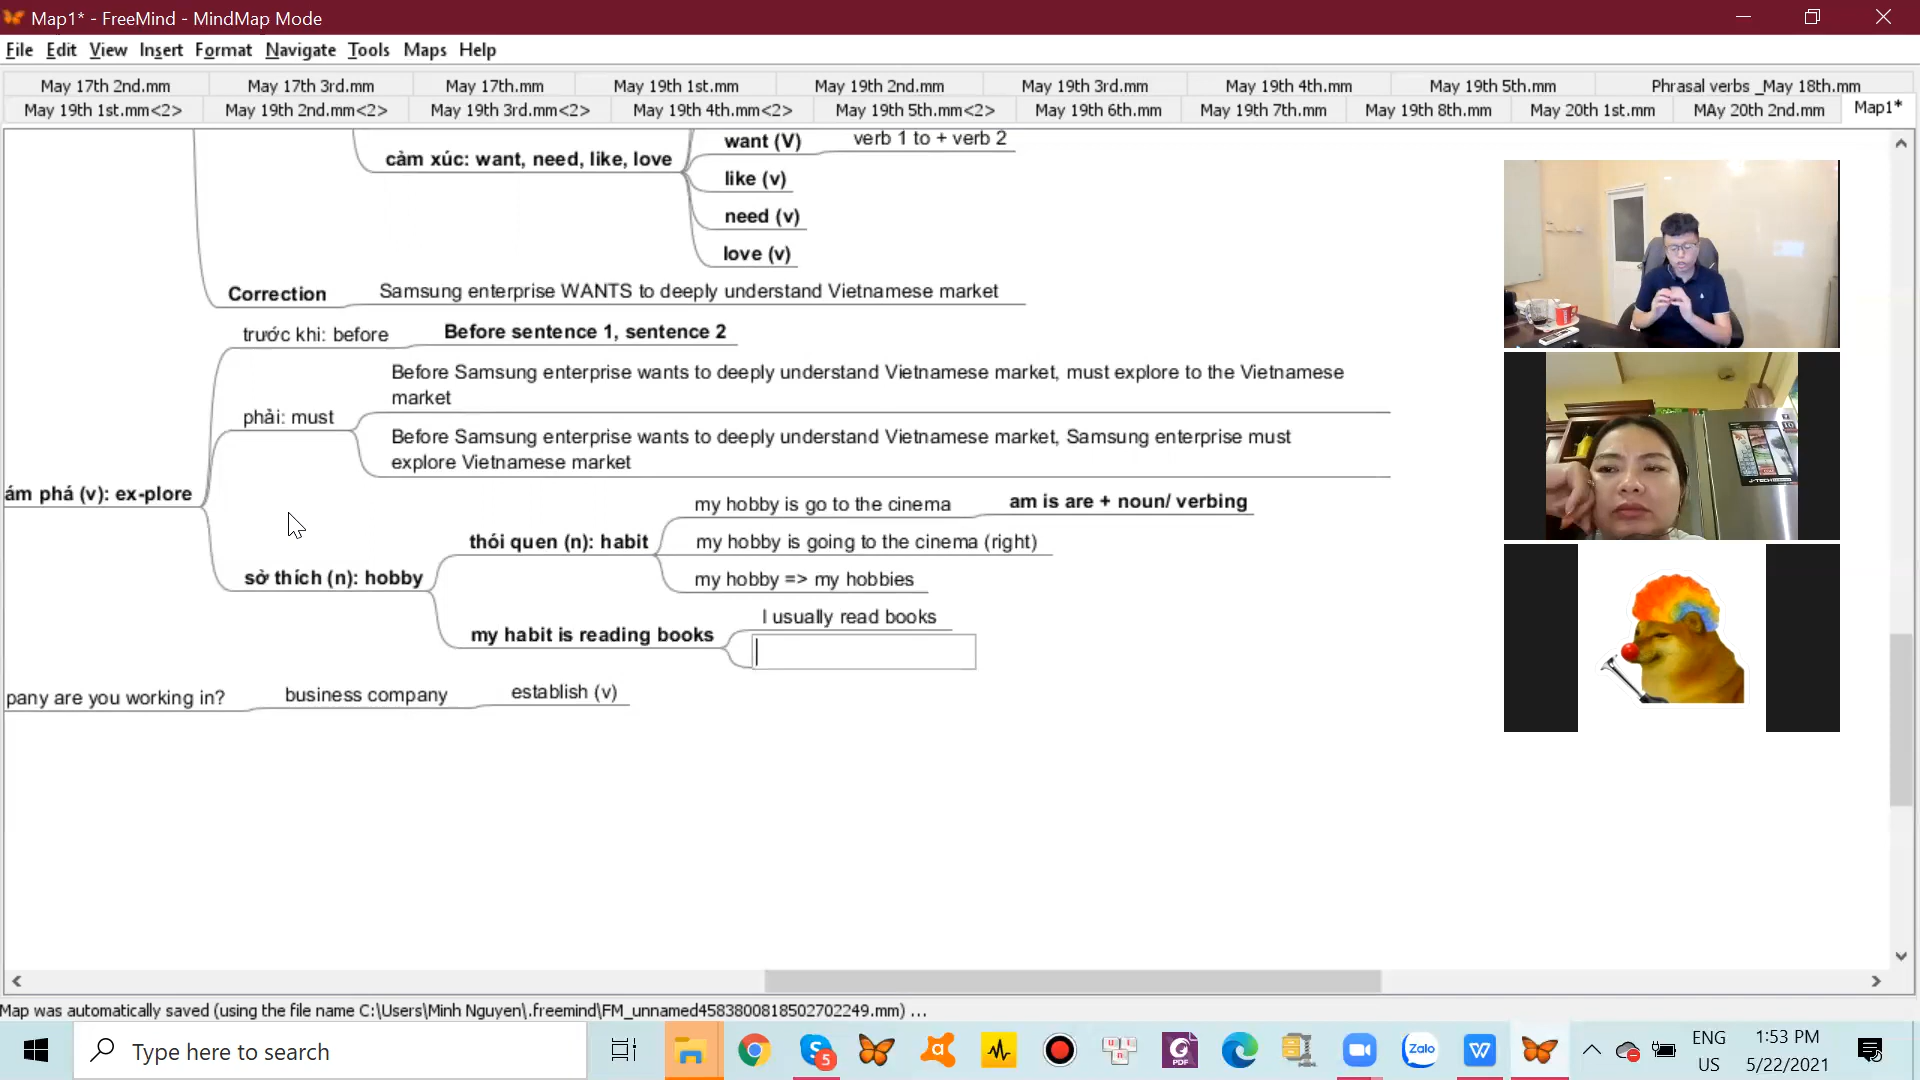 Map1* - FreeMind - MindMap Mode
File Edit View Insert Format Navigate Tools Maps Help
May 17th 2nd.mm May 17th 3rd.mm May 17th.mm May 19th 1st.mm May 19th 2nd.mm May 19th 3rd.mm May 19th 4th.mm May 19th 5th.mm Phrasal verbs _May 18th.mm
May 19th 1st.mm<2> May 19th 2nd.mm<2> May 19th 3rd.mm<2> May 19th 4th.mm<2> May 19th 5th.mm<2> May 19th 6th.mm May 19th 7th.mm May 19th 8th.mm May 20th 1st.mm MAy 20th 2nd.mm Map1*
cảm xúc: want, need, like, love
want (V)
verb 1 to + verb 2
like (v)
need (v)
love (v)
Correction
Samsung enterprise WANTS to deeply understand Vietnamese market
trước khi: before
Before sentence 1, sentence 2
phải: must
Before Samsung enterprise wants to deeply understand Vietnamese market, must explore to the Vietnamese
market
Before Samsung enterprise wants to deeply understand Vietnamese market, Samsung enterprise must
explore Vietnamese market
ám phá (v): ex-plore
sở thích (n): hobby
thói quen (n): habit
my hobby is go to the cinema
am is are + noun/ verbing
my hobby is going to the cinema (right)
my hobby => my hobbies
my habit is reading books
I usually read books
pany are you working in?
business company
establish (v)
Map was automatically saved (using the file name C:\Users\Minh Nguyen\.freemind\FM_unnamed4583800818502702249.mm) ...
Type here to search
5
PDF
Zalo
ENG
US
1:53 PM
5/22/2021